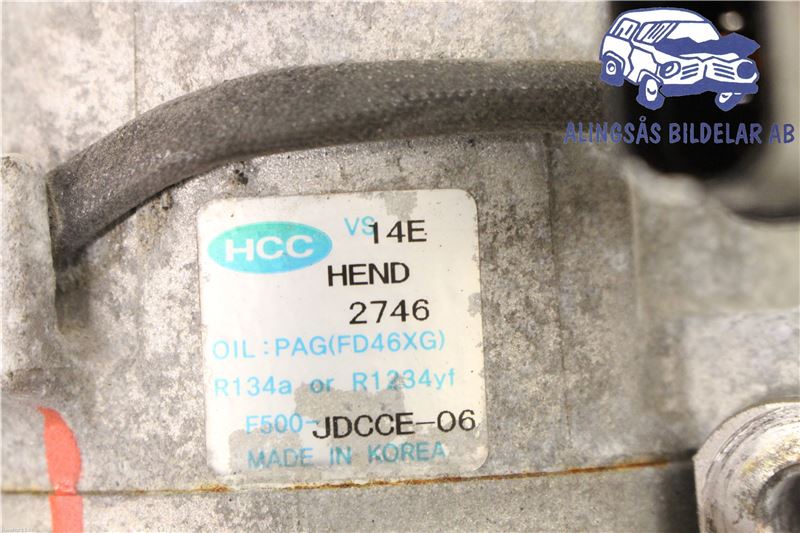 ALINGSÅS BILDELAR AB
HCC VS 14E
HEND
2746
OIL : PAG(FD46XG)
R134a or R1234yf
F500-JDCCE-06
MADE IN KOREA